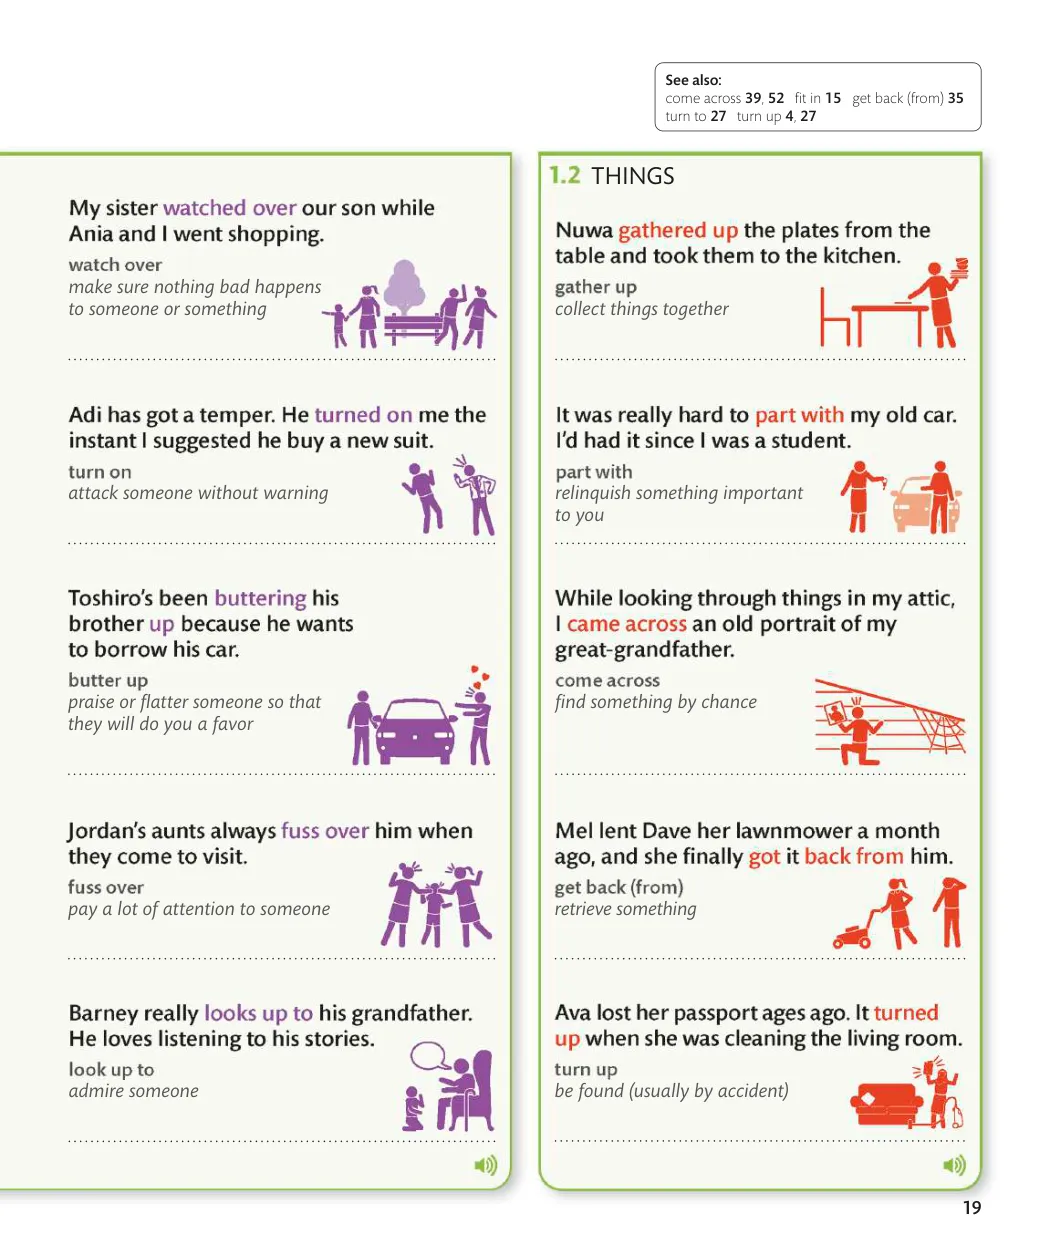 See also:
come across 39, 52 fit in 15 get back (from) 35
turn to 27 turn up 4, 27
My sister watched over our son while
Ania and I went shopping.
watch over
make sure nothing bad happens
to someone or something
Adi has got a temper. He turned on me the
instant I suggested he buy a new suit.
turn on
attack someone without warning
Toshiro's been buttering his
brother up because he wants
to borrow his car.
butter up
praise or flatter someone so that
they will do you a favor
Jordan's aunts always fuss over him when
they come to visit.
fuss over
pay a lot of attention to someone
Barney really looks up to his grandfather.
He loves listening to his stories.
look up to
admire someone
1.2 THINGS
Nuwa gathered up the plates from the
table and took them to the kitchen.
gather up
collect things together
It was really hard to part with my old car.
I'd had it since I was a student.
part with
relinquish something important
to you
While looking through things in my attic,
I came across an old portrait of my
great-grandfather.
come across
find something by chance
Mel lent Dave her lawnmower a month
ago, and she finally got it back from him.
get back (from)
retrieve something
Ava lost her passport ages ago. It turned
up when she was cleaning the living room.
turn up
be found (usually by accident)
19